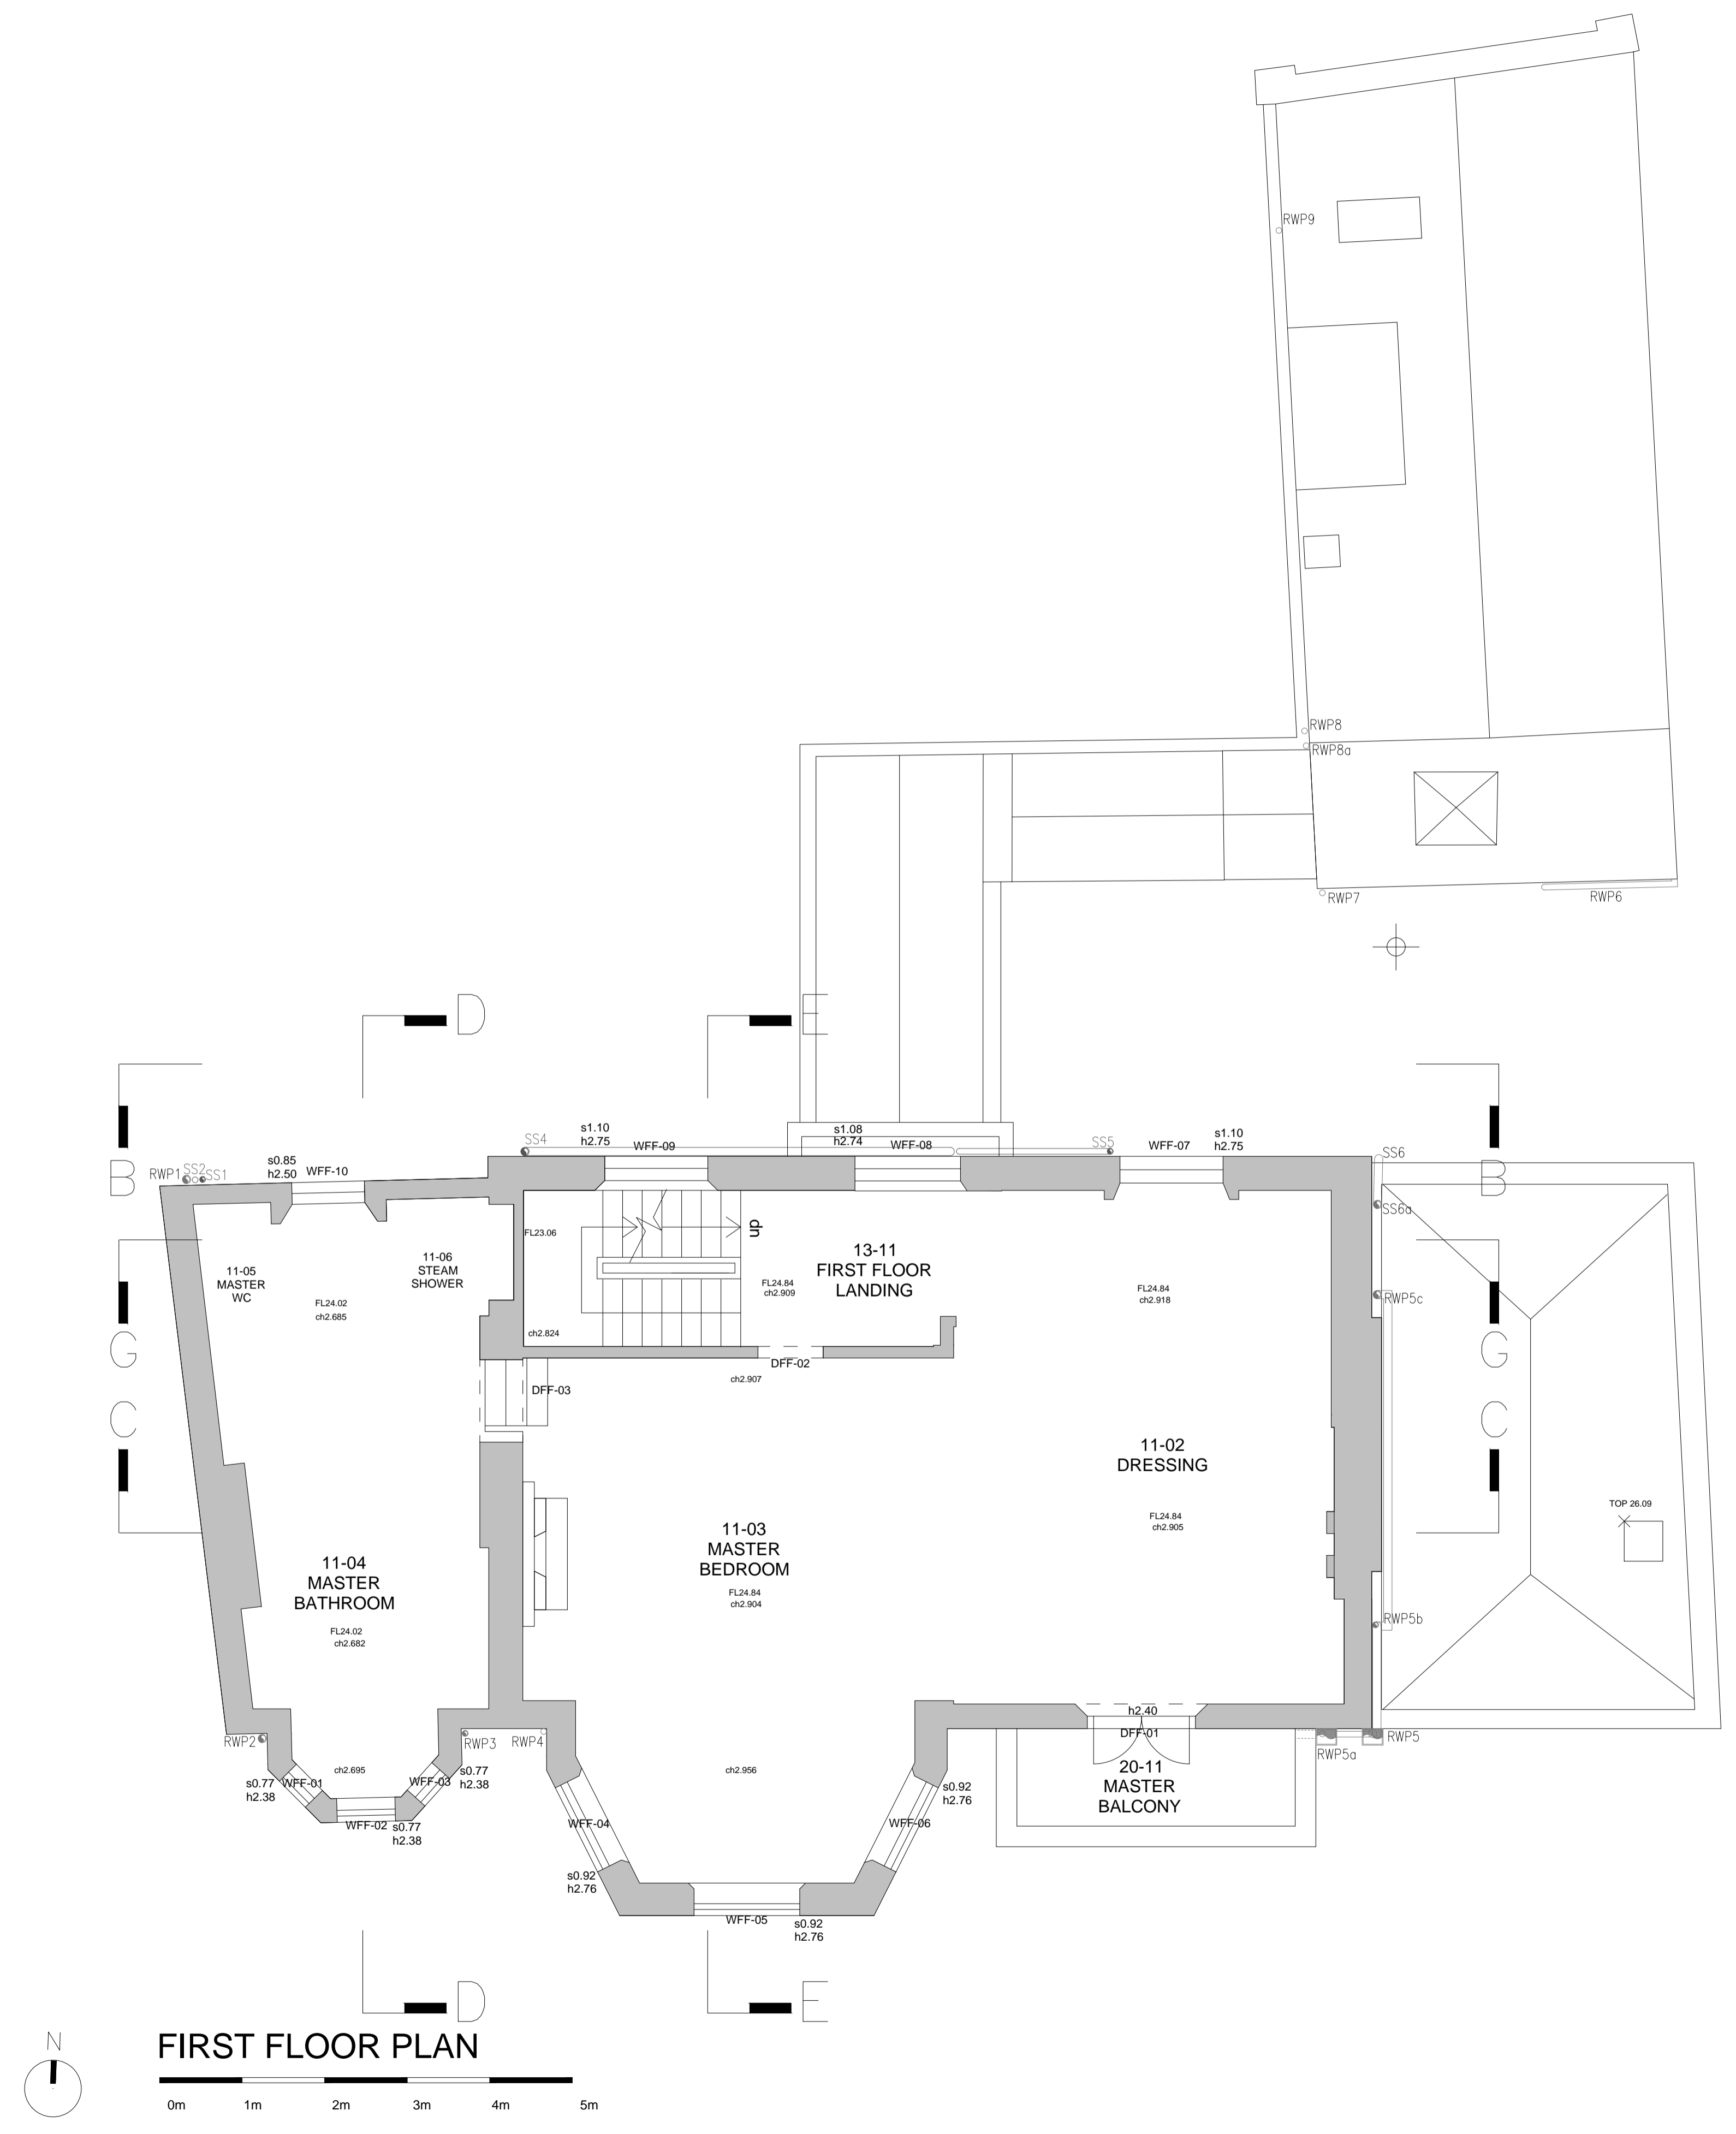 RWP9
RWP8
RWP8a
RWP7
RWP6
D
E
B
B
s1.10
h2.75
WFF-09
SS4
s1.08
h2.74
WFF-08
SS5
WFF-07
s1.10
h2.75
SS6
RWP1
SS2
SS1
s0.85
h2.50
WFF-10
SS6a
FL23.06
dn
13-11
FIRST FLOOR
LANDING
FL24.84
ch2.909
11-05
MASTER
WC
11-06
STEAM
SHOWER
FL24.02
ch2.685
FL24.84
ch2.918
RWP5c
G
G
ch2.824
DFF-02
ch2.907
DFF-03
C
C
11-02
DRESSING
FL24.84
ch2.905
TOP 26.09
11-03
MASTER
BEDROOM
FL24.84
ch2.904
11-04
MASTER
BATHROOM
FL24.02
ch2.682
RWP5b
h2.40
DFF-01
RWP2
RWP3
RWP4
RWP5
RWP5a
20-11
MASTER
BALCONY
ch2.695
ch2.956
s0.77
h2.38
WFF-01
WFF-03
s0.77
h2.38
WFF-02
s0.77
h2.38
WFF-04
WFF-06
s0.92
h2.76
s0.92
h2.76
WFF-05
s0.92
h2.76
D
E
N
FIRST FLOOR PLAN
0m 1m 2m 3m 4m 5m